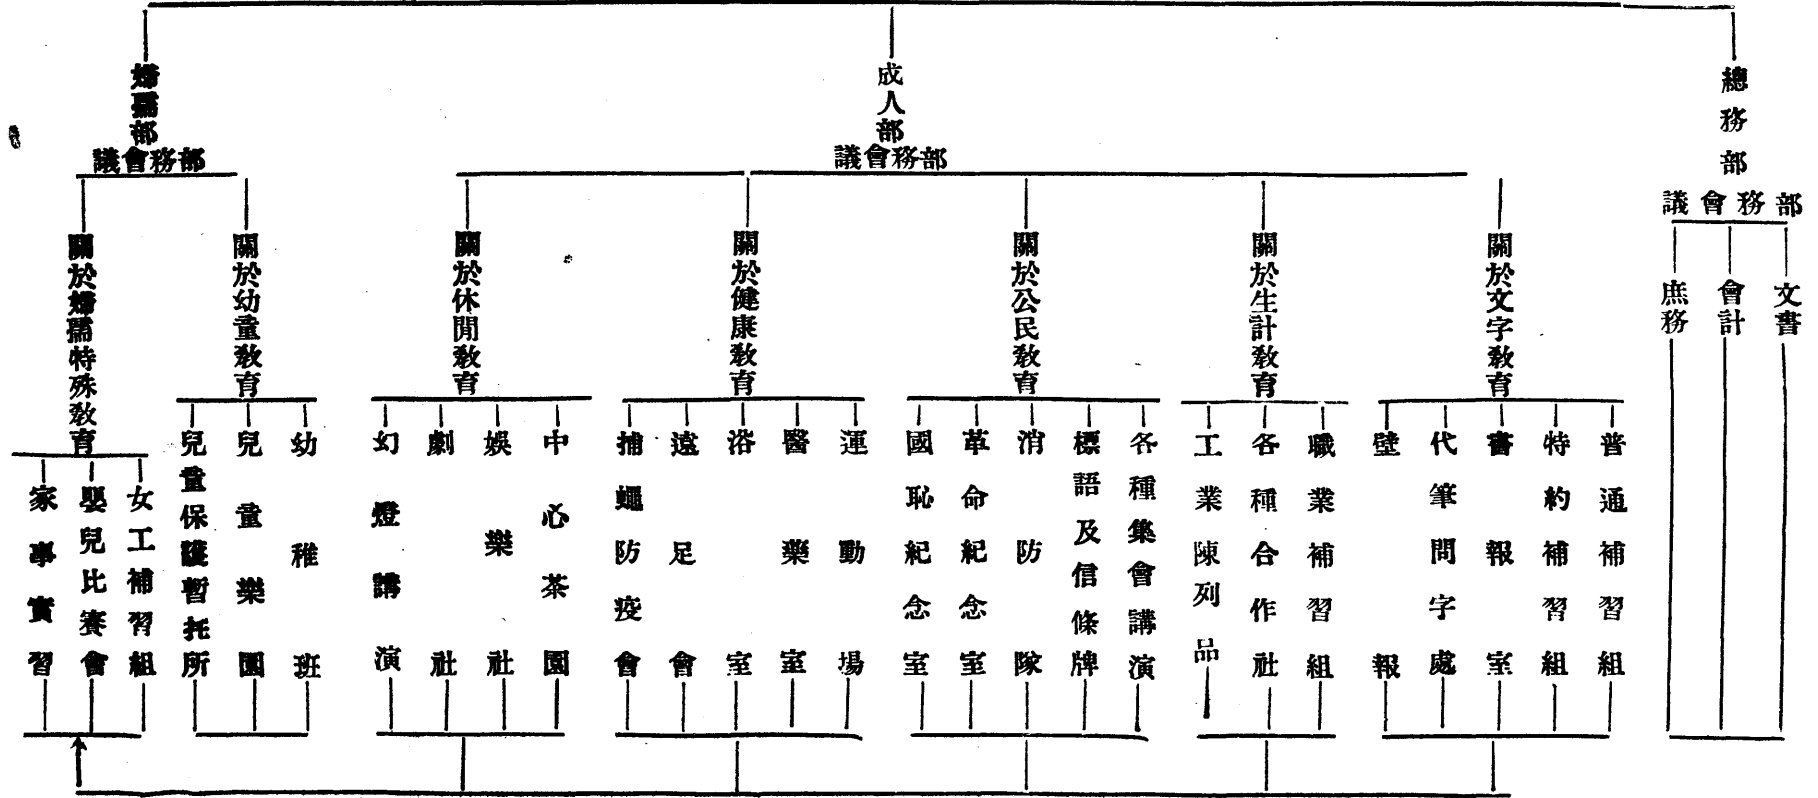 總務部
部務會議
文書
會計
庶務
成人部
部務會議
關於文字敎育
普通補習組
特約補習組
書報室
代筆問字處
壁報
關於生計敎育
職業補習組
各種合作社
工業陳列品
關於公民敎育
各種集會講演
標語及信條牌
消防隊
革命紀念室
國恥紀念室
關於健康敎育
運動場
醫藥室
浴室
遠足會
捕蠅防疫會
關於休閒敎育
中心茶園
娛樂社
劇社
幻燈講演
婦孺部
部務會議
關於幼童敎育
幼稚班
兒童樂園
兒童保護暫托所
關於婦孺特殊敎育
女工補習組
嬰兒比賽會
家事實習